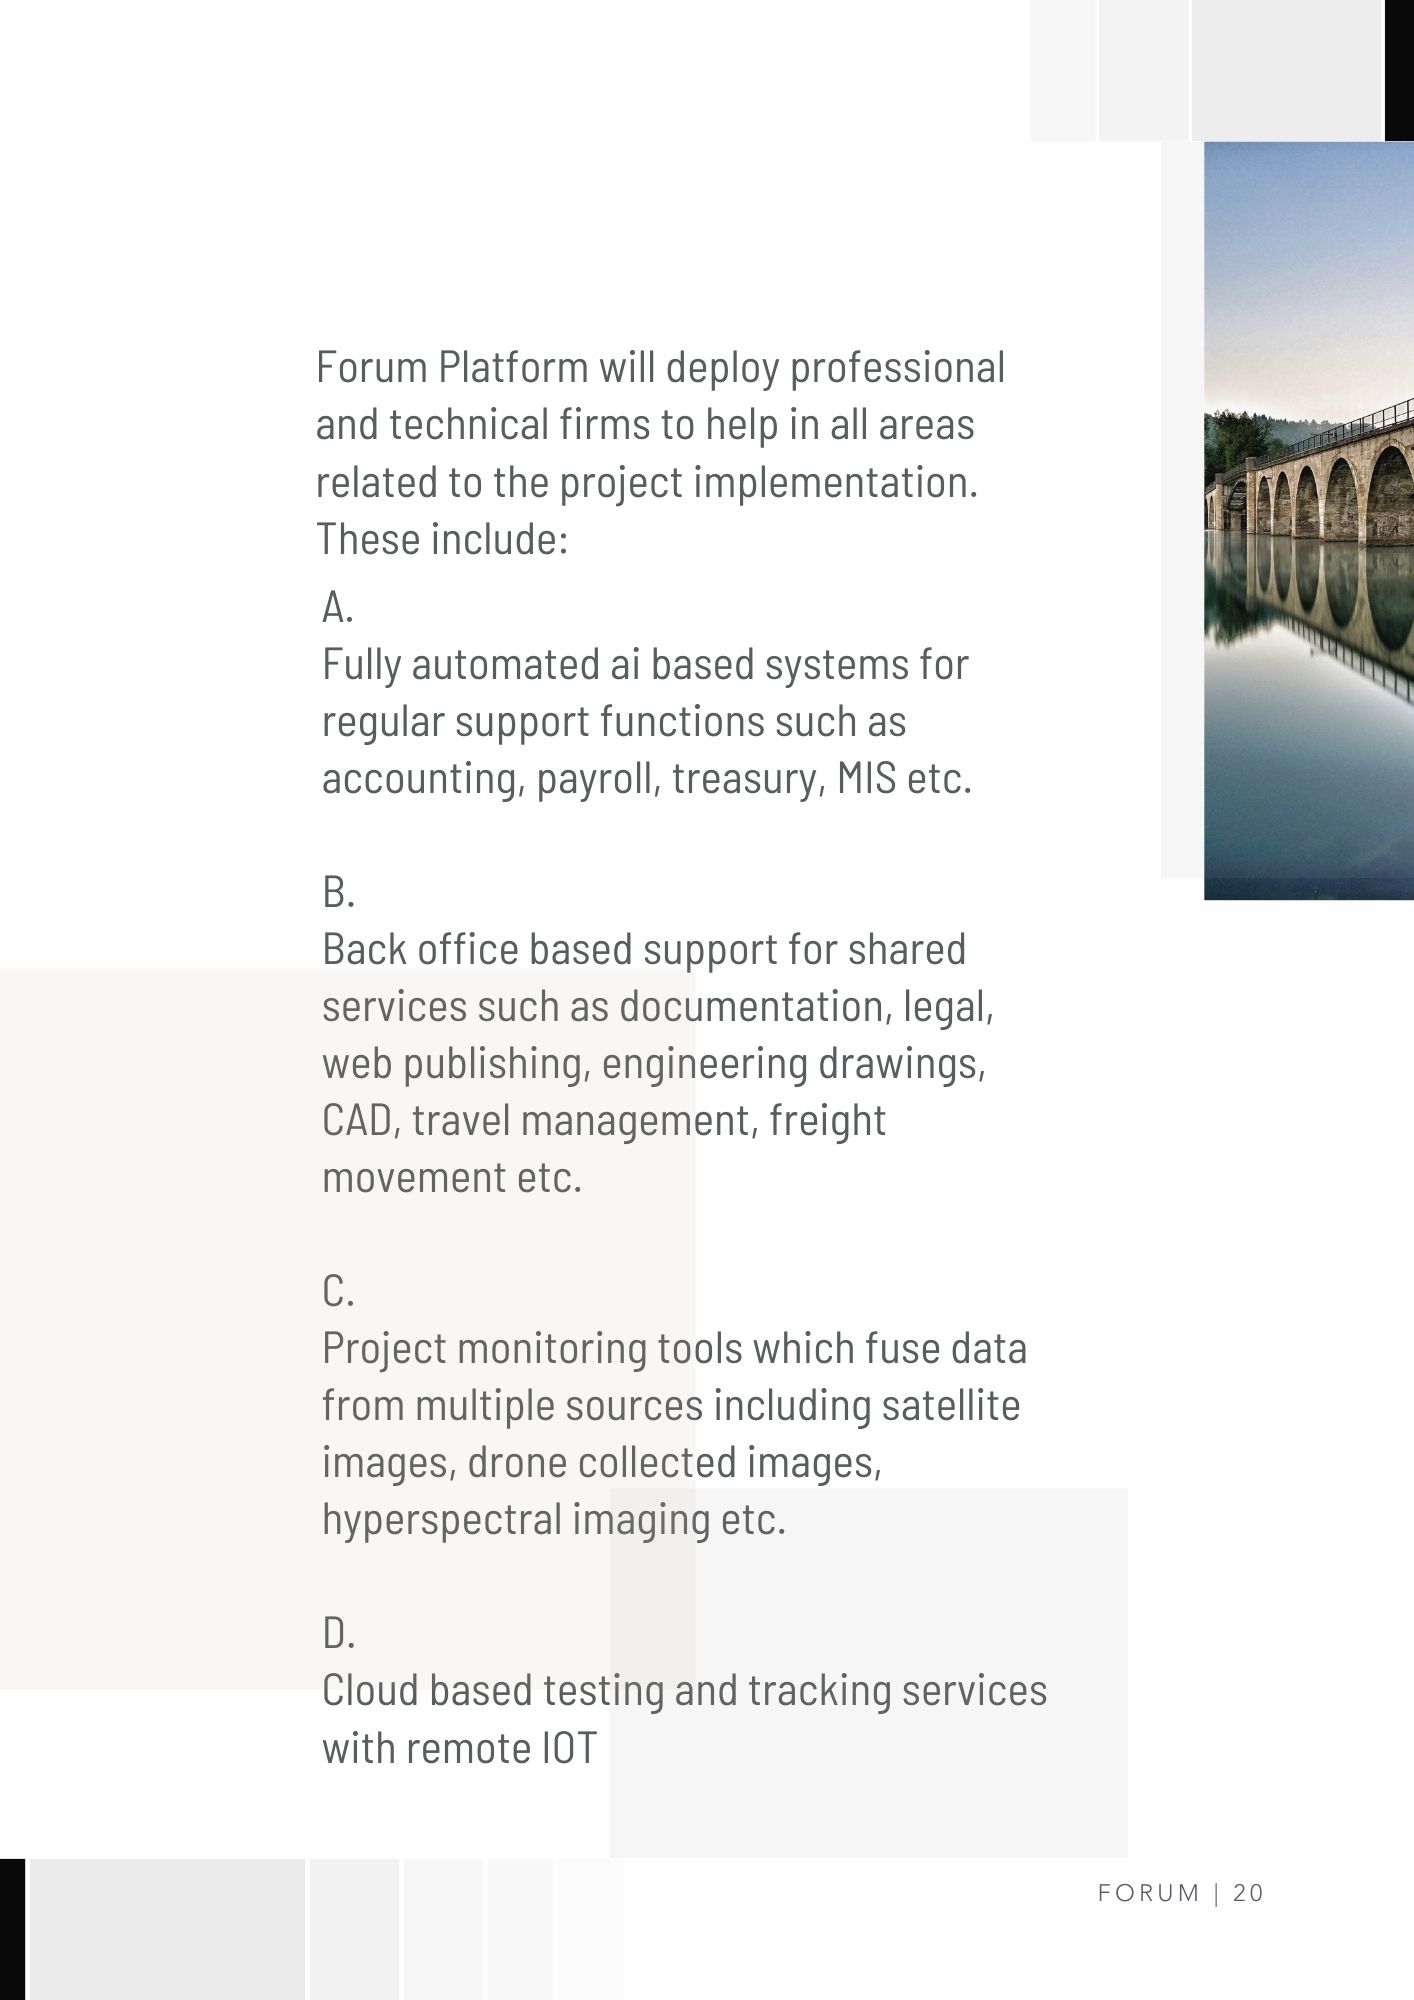 Forum Platform will deploy professional
and technical firms to help in all areas
related to the project implementation.
These include:
A.
Fully automated ai based systems for
regular support functions such as
accounting, payroll, treasury, MIS etc.
B.
Back office based support for shared
services such as documentation, legal,
web publishing, engineering drawings,
CAD, travel management, freight
movement etc.
C.
Project monitoring tools which fuse data
from multiple sources including satellite
images, drone collected images,
hyperspectral imaging etc.
D.
Cloud based testing and tracking services
with remote IOT
FORUM | 20